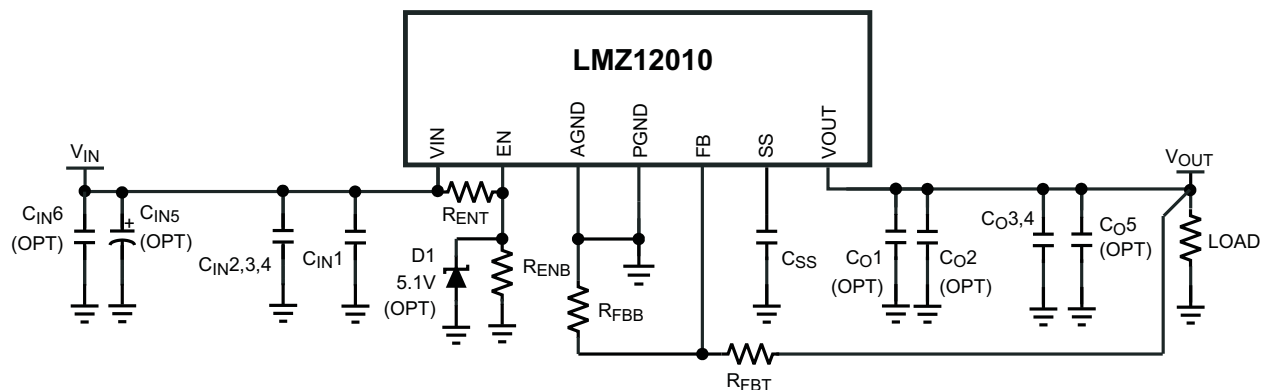 LMZ12010
VIN
EN
AGND
PGND
FB
SS
VOUT
VIN
VOUT
CIN6
(OPT)
CIN5
(OPT)
+
CIN2,3,4
CIN1
RENT
D1
5.1V
(OPT)
RENB
RFBB
CSS
CO1
(OPT)
CO2
(OPT)
CO3,4
CO5
(OPT)
LOAD
RFBT